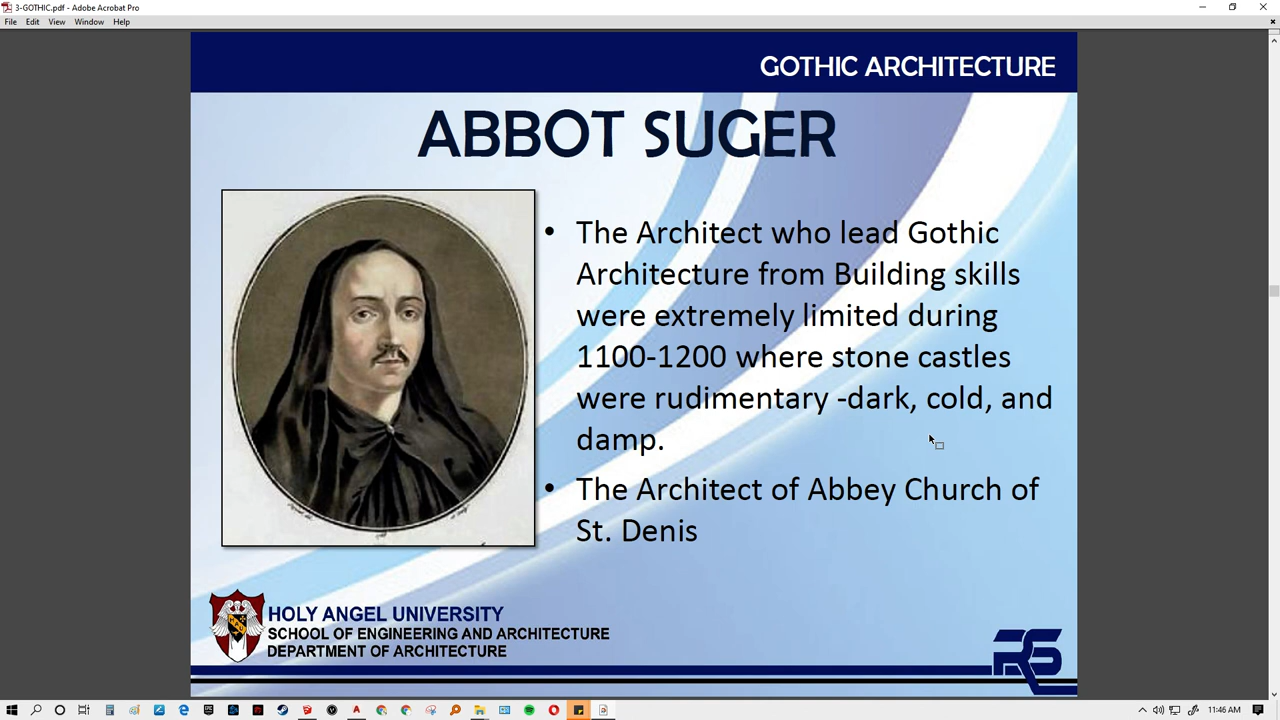 3-GOTHIC.pdf - Adobe Acrobat Pro
File Edit View Window Help
GOTHIC ARCHITECTURE
ABBOT SUGER
• The Architect who lead Gothic
Architecture from Building skills
were extremely limited during
1100-1200 where stone castles
were rudimentary -dark, cold, and
damp.
• The Architect of Abbey Church of
St. Denis
HOLY ANGEL UNIVERSITY
SCHOOL OF ENGINEERING AND ARCHITECTURE
DEPARTMENT OF ARCHITECTURE
RS
11:46 AM